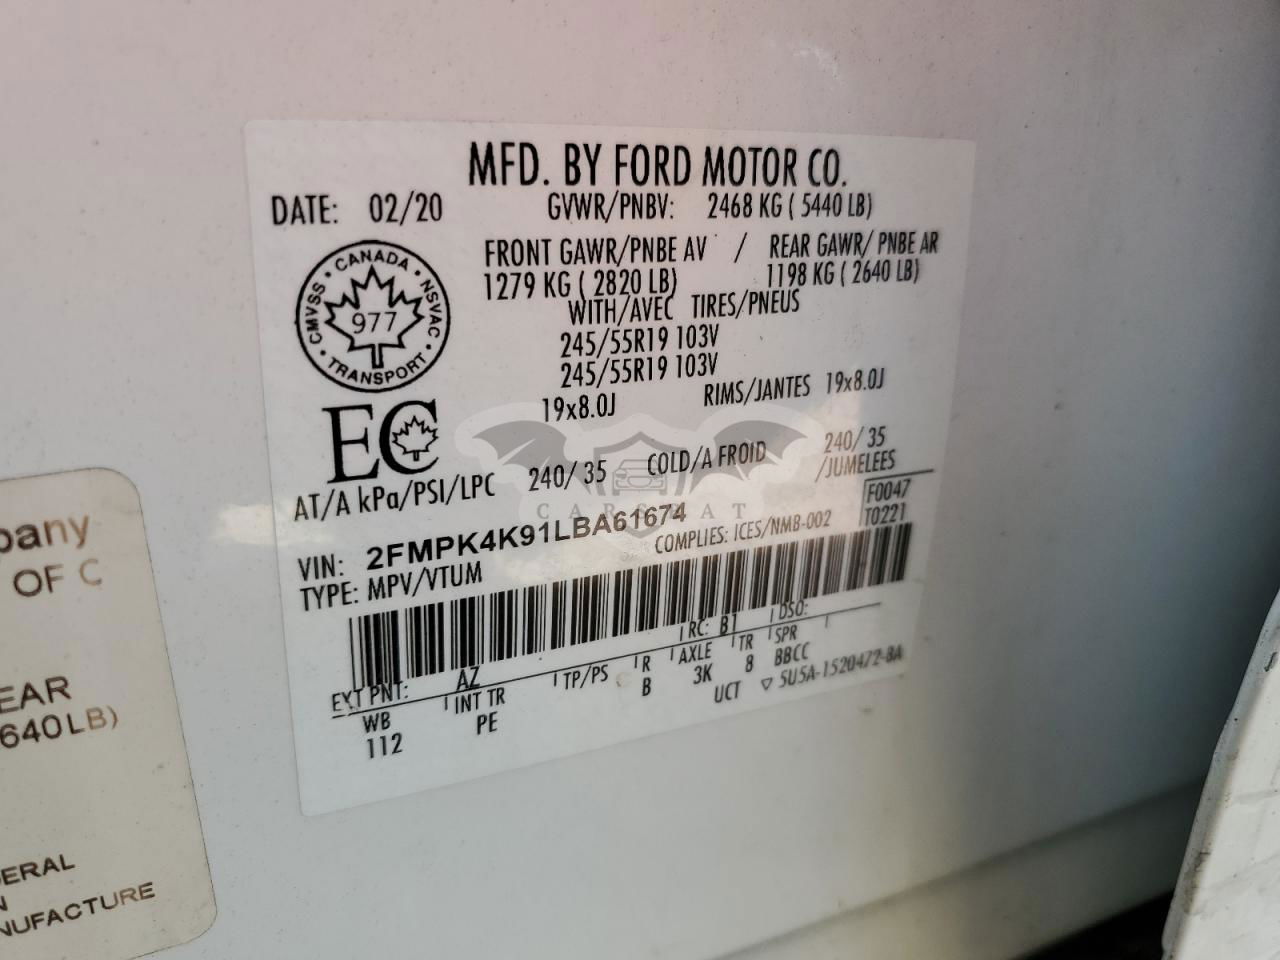 MFD. BY FORD MOTOR CO.
DATE: 02/20
GVWR/PNBV: 2468 KG ( 5440 LB)
FRONT GAWR/PNBE AV / REAR GAWR/ PNBE AR
1279 KG ( 2820 LB) 1198 KG ( 2640 LB)
WITH/AVEC TIRES/PNEUS
245/55R19 103V
245/55R19 103V
19x8.0J RIMS/JANTES 19x8.0J
CANADA
CMVSS 977 NSVAC
TRANSPORT
EC
AT/A kPa/PSI/LPC 240/ 35 COLD/A FROID 240/ 35
/JUMELEES
CARSBAT
F0047
T0221
VIN: 2FMPK4K91LBA61674
COMPLIES: ICES/NMB-002
TYPE: MPV/VTUM
RC: B1 DSO:
EXT PNT: AZ TP/PS R AXLE TR SPR
B 3K 8 BBCC
WB INT TR
112 PE
UCT ▽ 5U5A-1520472-BA
pany
OF C
EAR
640LB)
ERAL
N
NUFACTURE